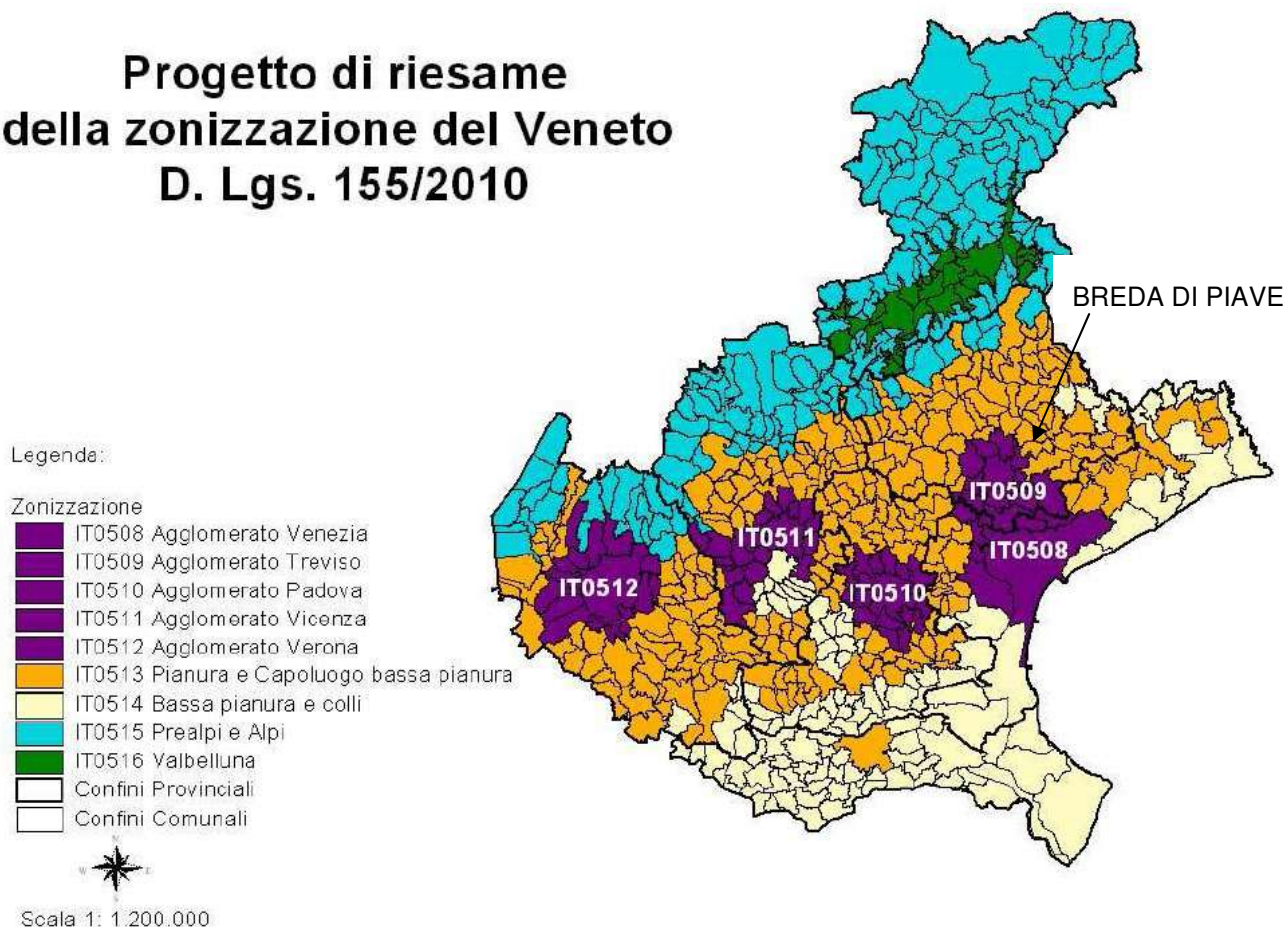 Progetto di riesame
della zonizzazione del Veneto
D. Lgs. 155/2010
BREDA DI PIAVE
IT0509
IT0511
IT0508
IT0512
IT0510
Legenda:
Zonizzazione
IT0508 Agglomerato Venezia
IT0509 Agglomerato Treviso
IT0510 Agglomerato Padova
IT0511 Agglomerato Vicenza
IT0512 Agglomerato Verona
IT0513 Pianura e Capoluogo bassa pianura
IT0514 Bassa pianura e colli
IT0515 Prealpi e Alpi
IT0516 Valbelluna
Confini Provinciali
Confini Comunali
N
W E
S
Scala 1: 1.200.000